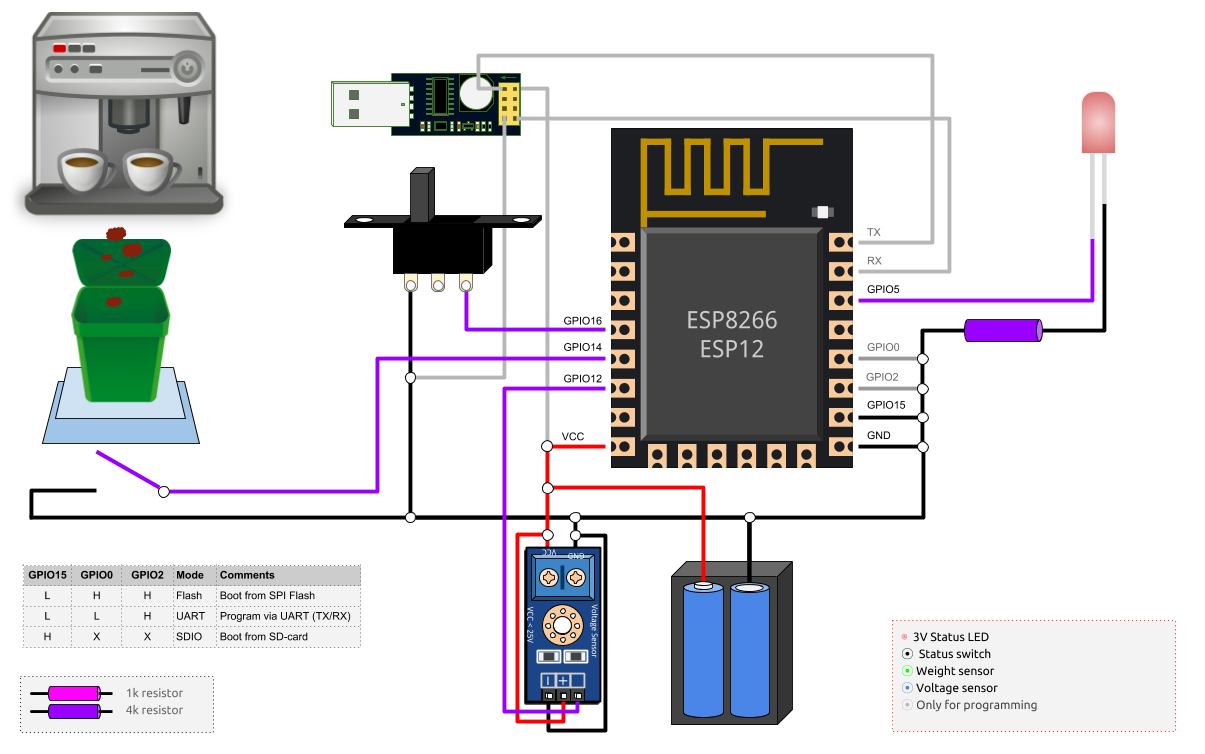 TX
RX
GPIO5
GPIO16
ESP8266
ESP12
GPIO14
GPIO0
GPIO12
GPIO2
GPIO15
VCC
GND
VCC
GND
VCC < 25V
Voltage Sensor
GPIO15 GPIO0 GPIO2 Mode Comments
L H H Flash Boot from SPI Flash
L L H UART Program via UART (TX/RX)
H X X SDIO Boot from SD-card
3V Status LED
Status switch
Weight sensor
Voltage sensor
Only for programming
1k resistor
4k resistor